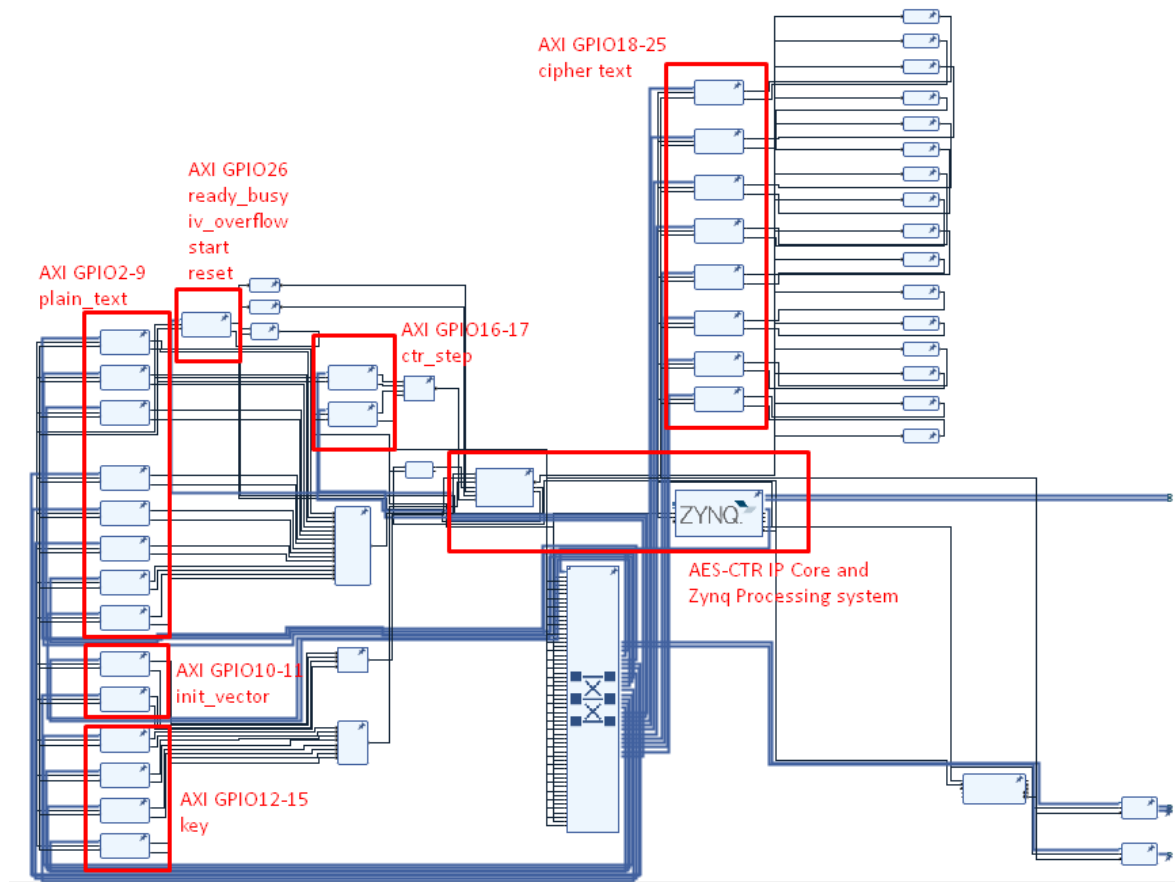 AXI GPIO18-25
cipher text
AXI GPIO26
ready_busy
iv_overflow
start
reset
AXI GPIO2-9
plain_text
AXI GPIO16-17
ctr_step
ZYNQ
AES-CTR IP Core and
Zynq Processing system
AXI GPIO10-11
init_vector
AXI GPIO12-15
key